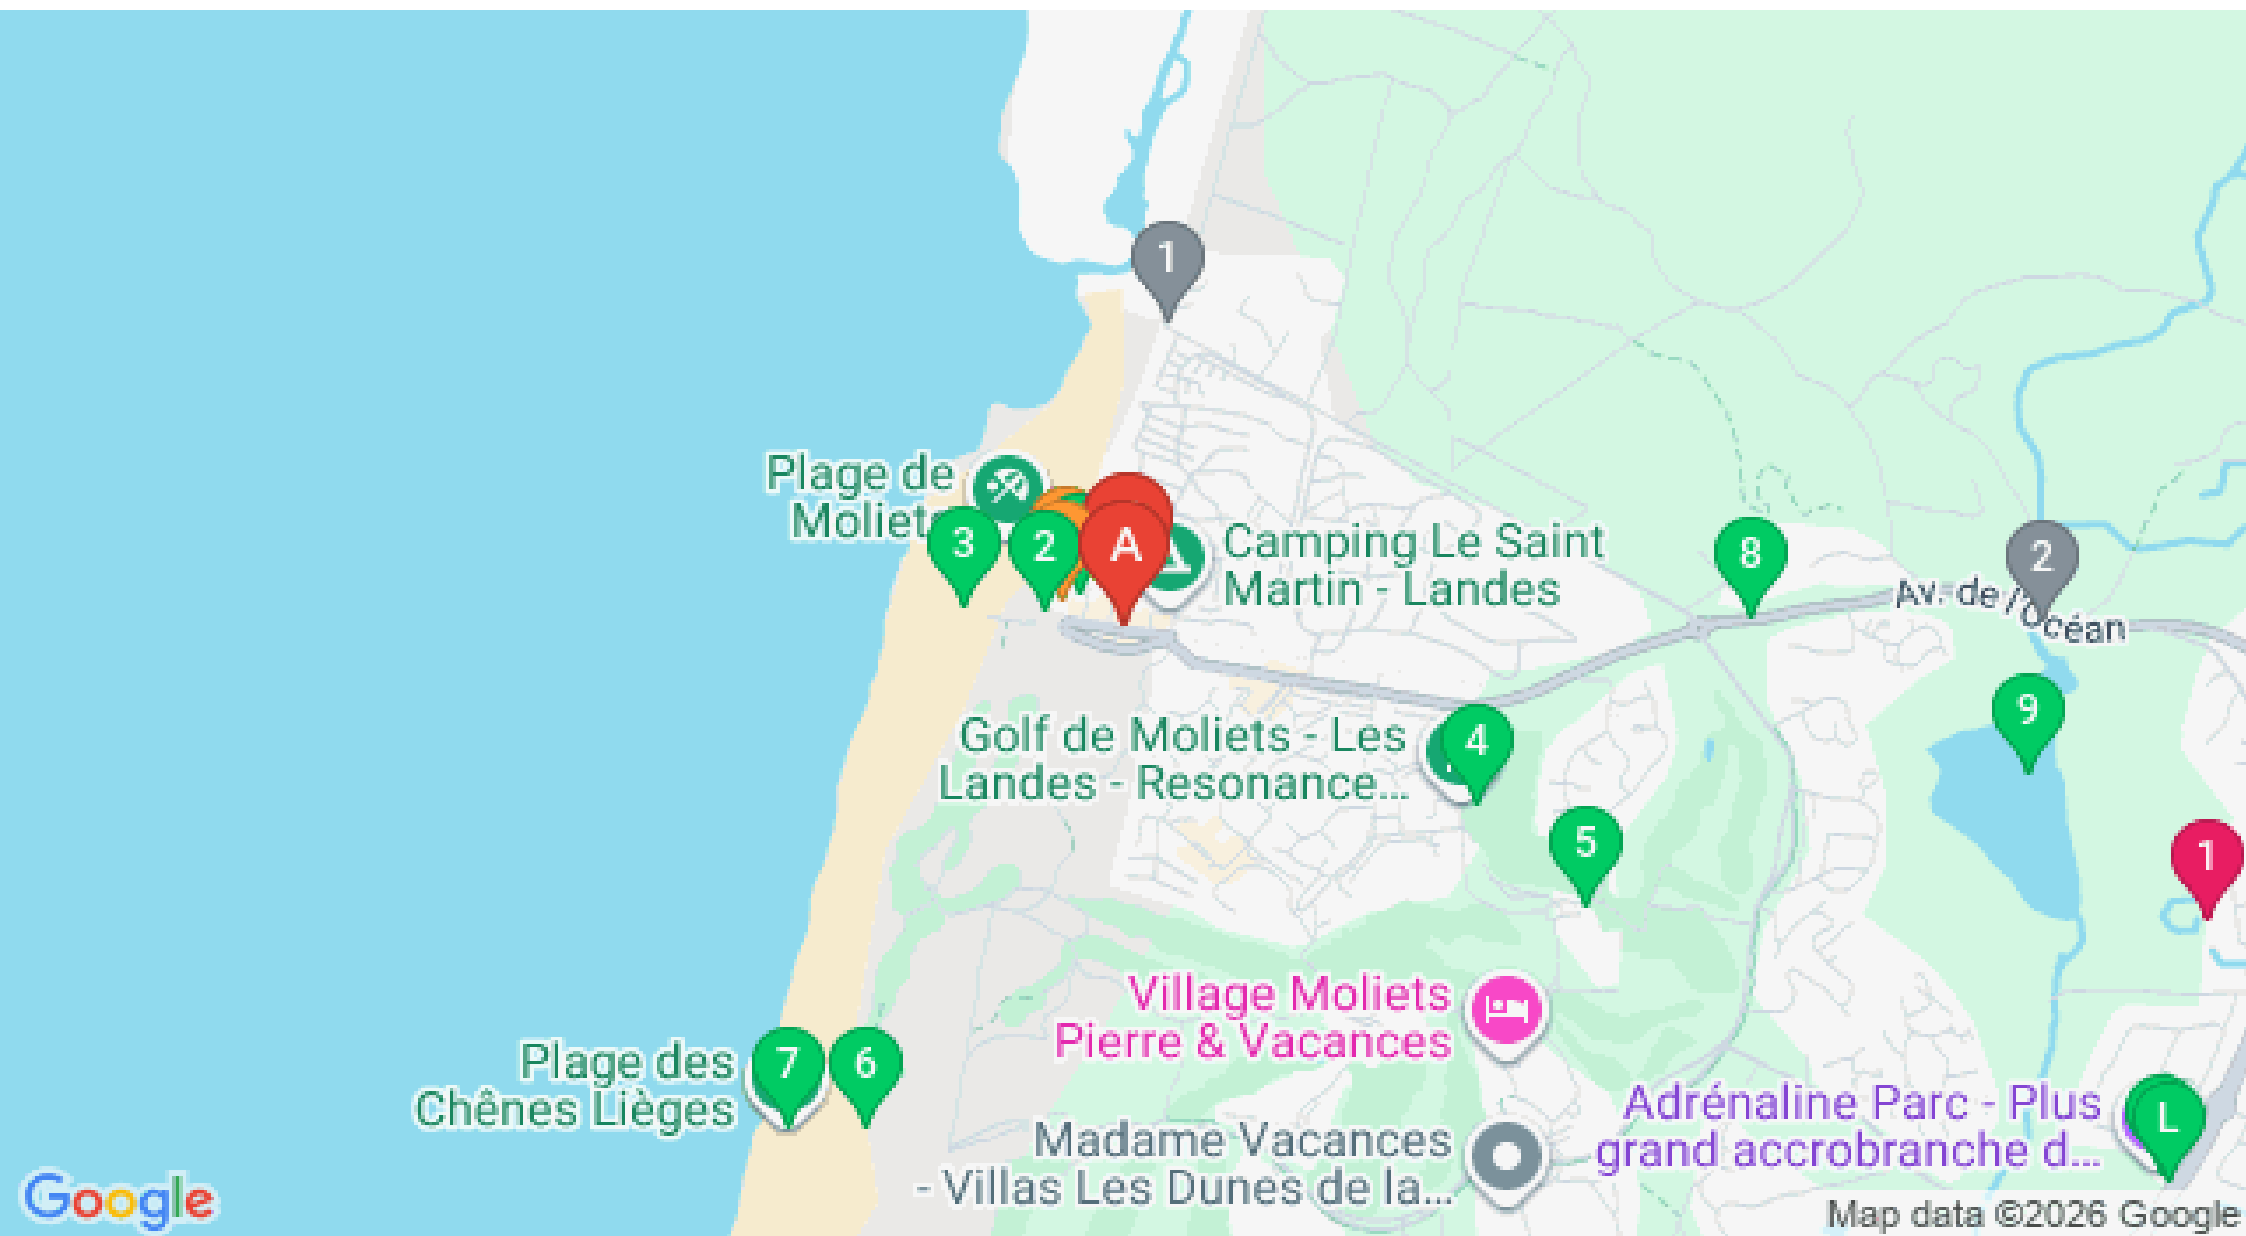 1
Plage de
Moliets
3
2
A
Camping Le Saint
Martin - Landes
8
2
Av. de l'Océan
9
Golf de Moliets - Les
Landes - Resonance...
4
5
1
Village Moliets
Pierre & Vacances
Plage des
Chênes Lièges
7
6
Adrénaline Parc - Plus
grand accrobranche d...
L
Madame Vacances
- Villas Les Dunes de la...
Google
Map data ©2026 Google